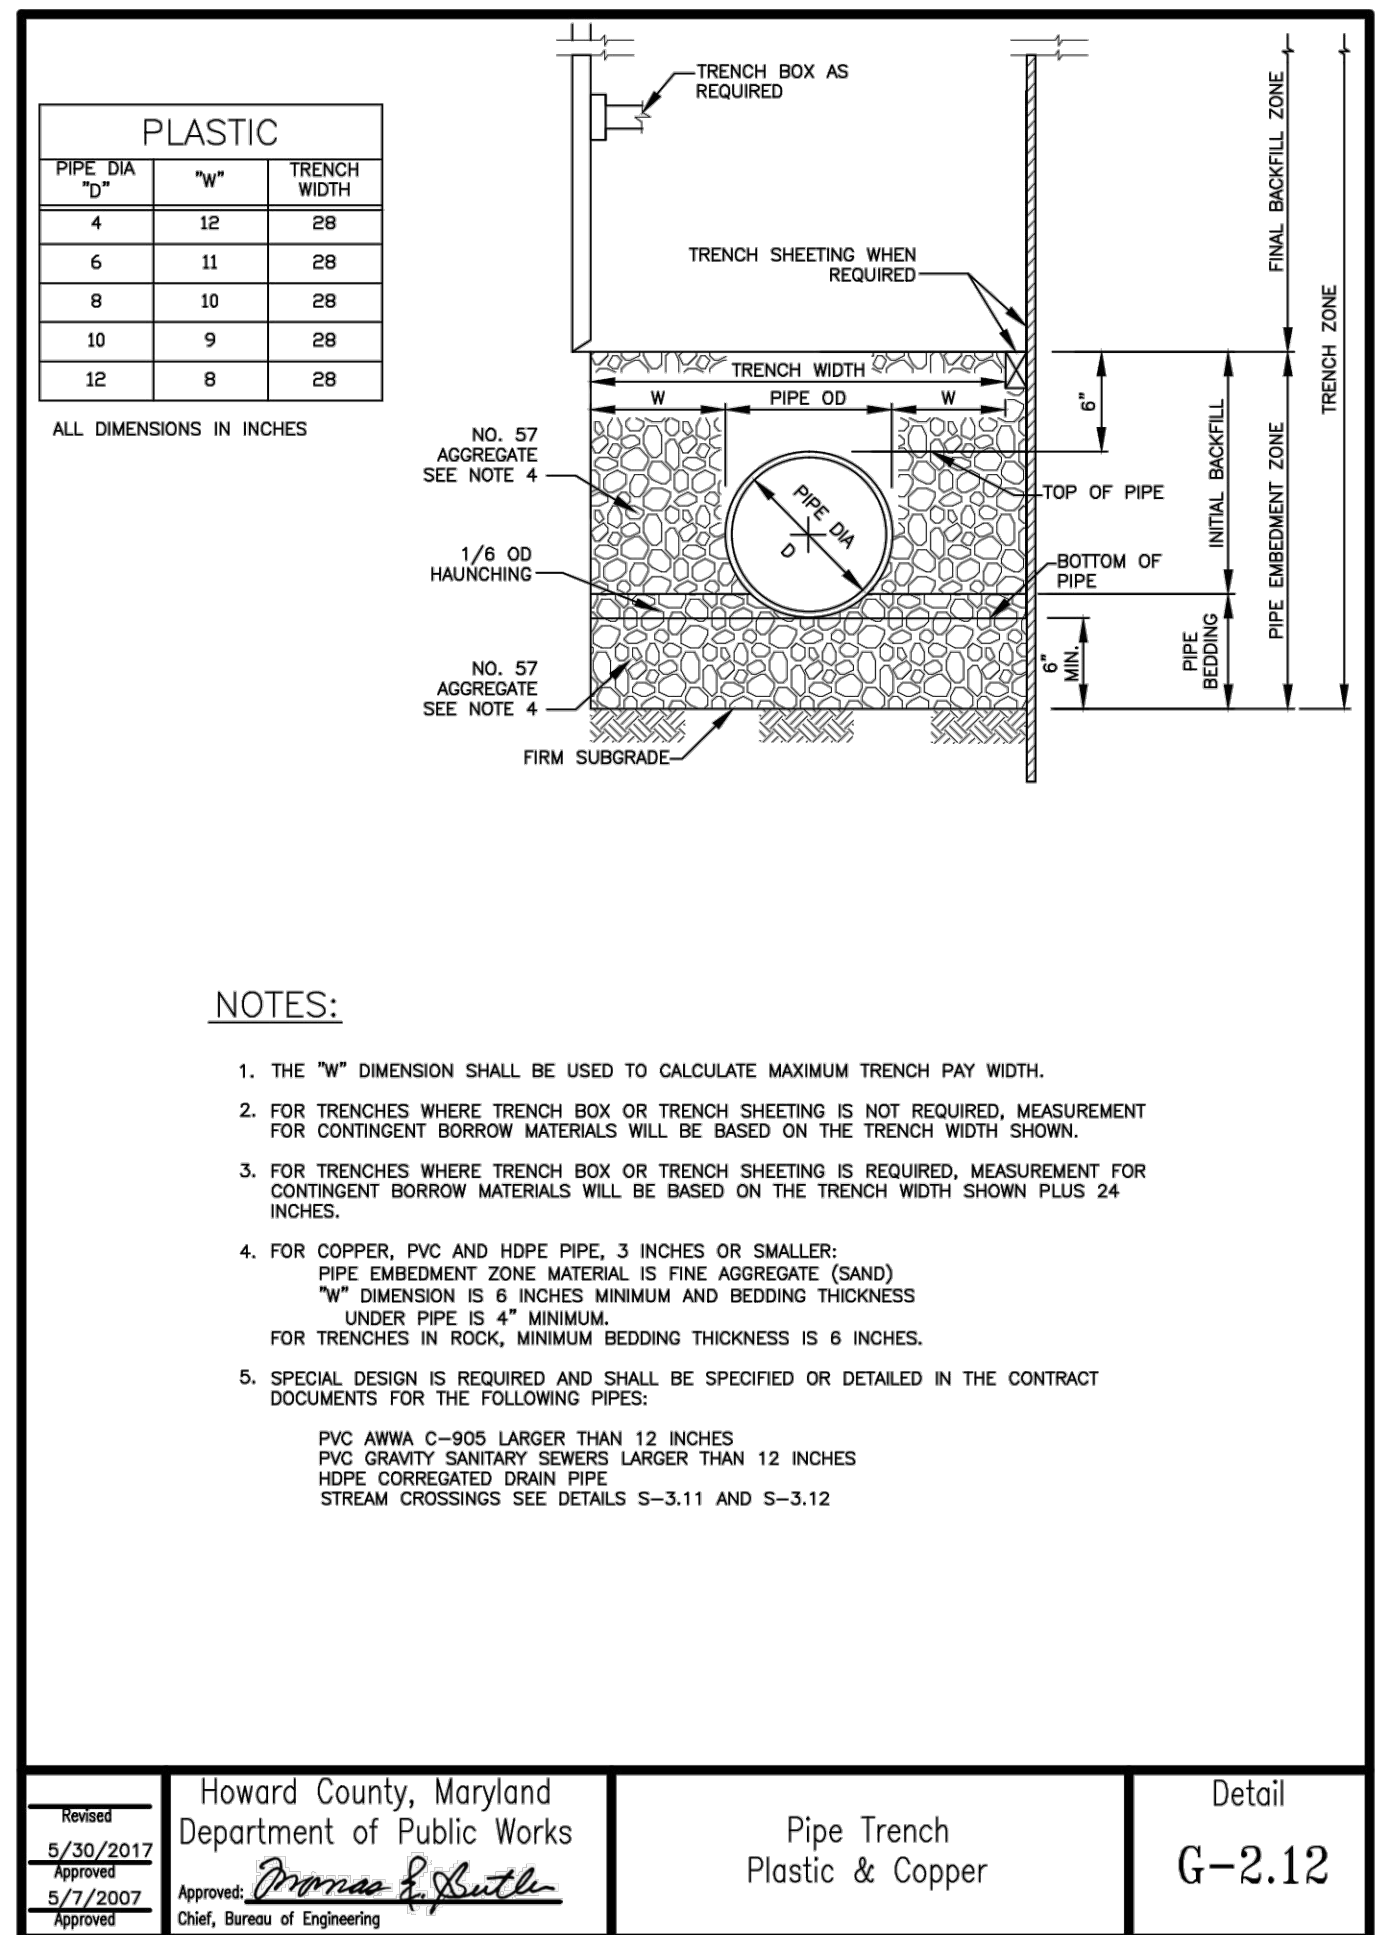 PLASTIC
PIPE DIA "D" "W" TRENCH WIDTH
4 12 28
6 11 28
8 10 28
10 9 28
12 8 28
ALL DIMENSIONS IN INCHES
TRENCH BOX AS
REQUIRED
TRENCH SHEETING WHEN
REQUIRED
TRENCH WIDTH
W
PIPE OD
W
NO. 57
AGGREGATE
SEE NOTE 4
PIPE DIA
D
1/6 OD
HAUNCHING
NO. 57
AGGREGATE
SEE NOTE 4
FIRM SUBGRADE
6"
TOP OF PIPE
BOTTOM OF
PIPE
6"
MIN.
INITIAL BACKFILL
PIPE
BEDDING
FINAL BACKFILL ZONE
PIPE EMBEDMENT ZONE
TRENCH ZONE
NOTES:
1. THE "W" DIMENSION SHALL BE USED TO CALCULATE MAXIMUM TRENCH PAY WIDTH.
2. FOR TRENCHES WHERE TRENCH BOX OR TRENCH SHEETING IS NOT REQUIRED, MEASUREMENT
FOR CONTINGENT BORROW MATERIALS WILL BE BASED ON THE TRENCH WIDTH SHOWN.
3. FOR TRENCHES WHERE TRENCH BOX OR TRENCH SHEETING IS REQUIRED, MEASUREMENT FOR
CONTINGENT BORROW MATERIALS WILL BE BASED ON THE TRENCH WIDTH SHOWN PLUS 24
INCHES.
4. FOR COPPER, PVC AND HDPE PIPE, 3 INCHES OR SMALLER:
PIPE EMBEDMENT ZONE MATERIAL IS FINE AGGREGATE (SAND)
"W" DIMENSION IS 6 INCHES MINIMUM AND BEDDING THICKNESS
UNDER PIPE IS 4" MINIMUM.
FOR TRENCHES IN ROCK, MINIMUM BEDDING THICKNESS IS 6 INCHES.
5. SPECIAL DESIGN IS REQUIRED AND SHALL BE SPECIFIED OR DETAILED IN THE CONTRACT
DOCUMENTS FOR THE FOLLOWING PIPES:
PVC AWWA C-905 LARGER THAN 12 INCHES
PVC GRAVITY SANITARY SEWERS LARGER THAN 12 INCHES
HDPE CORREGATED DRAIN PIPE
STREAM CROSSINGS SEE DETAILS S-3.11 AND S-3.12
Revised
5/30/2017
Approved
5/7/2007
Approved
Howard County, Maryland
Department of Public Works
Approved: Thomas E. Butler
Chief, Bureau of Engineering
Pipe Trench
Plastic & Copper
Detail
G-2.12